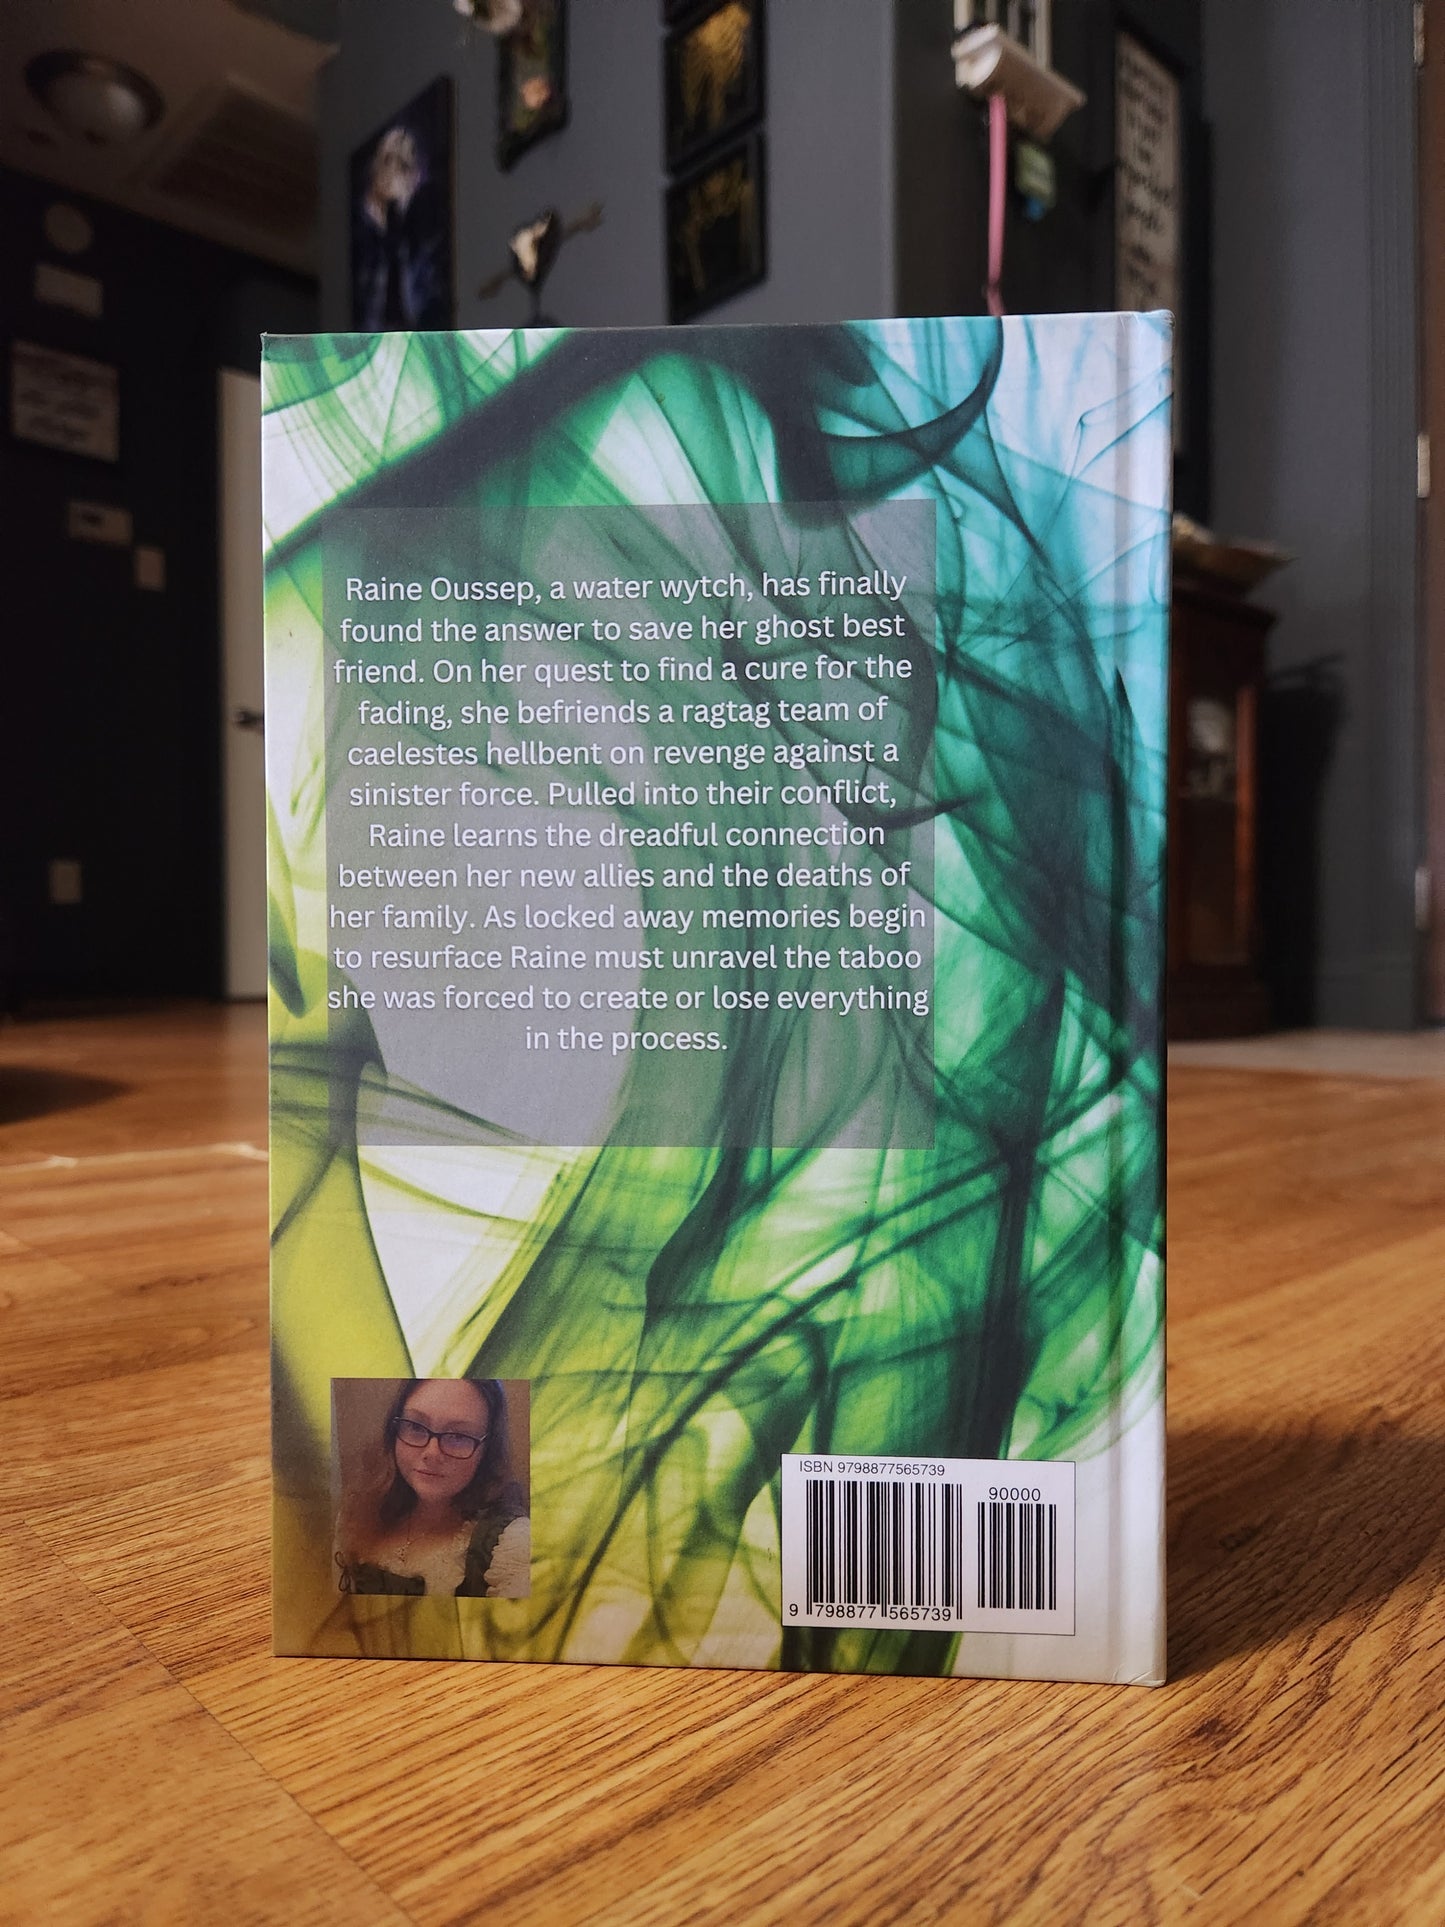 Raine Oussep, a water wytch, has finally
found the answer to save her ghost best
friend. On her quest to find a cure for the
fading, she befriends a ragtag team of
caelestes hellbent on revenge against a
sinister force. Pulled into their conflict,
Raine learns the dreadful connection
between her new allies and the deaths of
her family. As locked away memories begin
to resurface Raine must unravel the taboo
she was forced to create or lose everything
in the process.
ISBN 9798877565739
90000
9 798877 565739